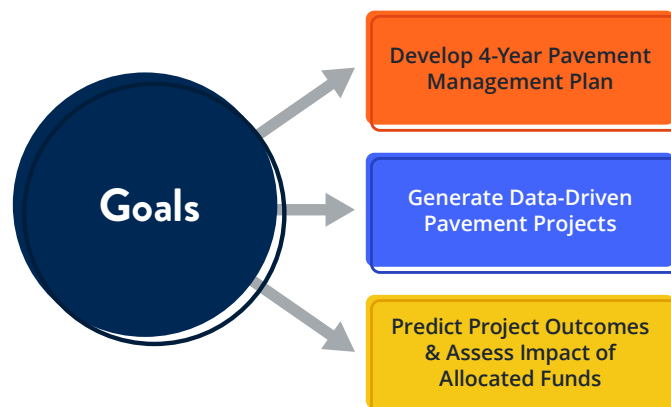 Goals
Develop 4-Year Pavement
Management Plan
Generate Data-Driven
Pavement Projects
Predict Project Outcomes
& Assess Impact of
Allocated Funds